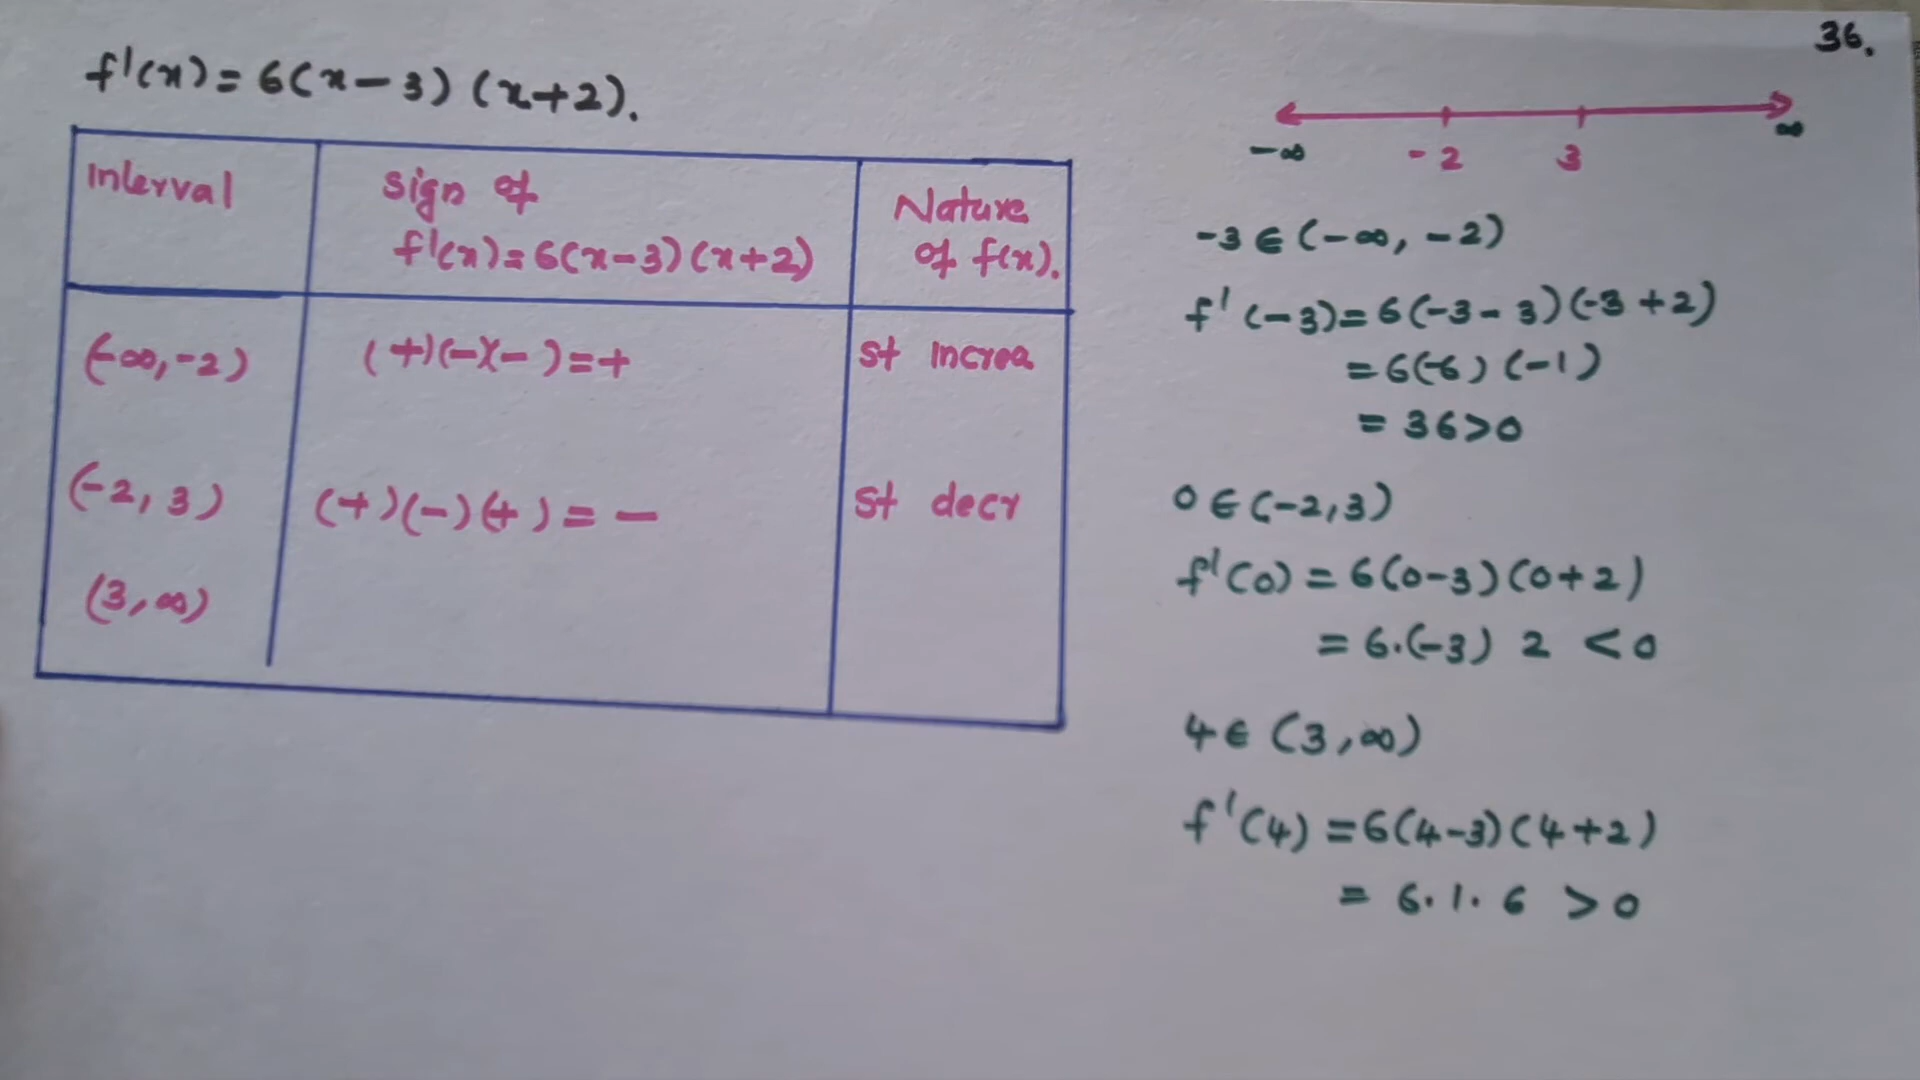 36.
f'(x) = 6(x-3) (x+2).
Interval
Sign of
f'(x) = 6(x-3)(x+2)
Nature
of f(x).
(-∞,-2)
(+)(-)(-) = +
st increa
(-2, 3)
(+)(-)(+) = -
st decr
(3, ∞)
-∞ -2 3 ∞
-3 ∈ (-∞, -2)
f'(-3) = 6(-3-3)(-3+2)
= 6(-6) (-1)
= 36>0
0 ∈ (-2,3)
f'(0) = 6(0-3)(0+2)
= 6.(-3) 2 <0
4 ∈ (3,∞)
f'(4) = 6(4-3)(4+2)
= 6.1.6 >0